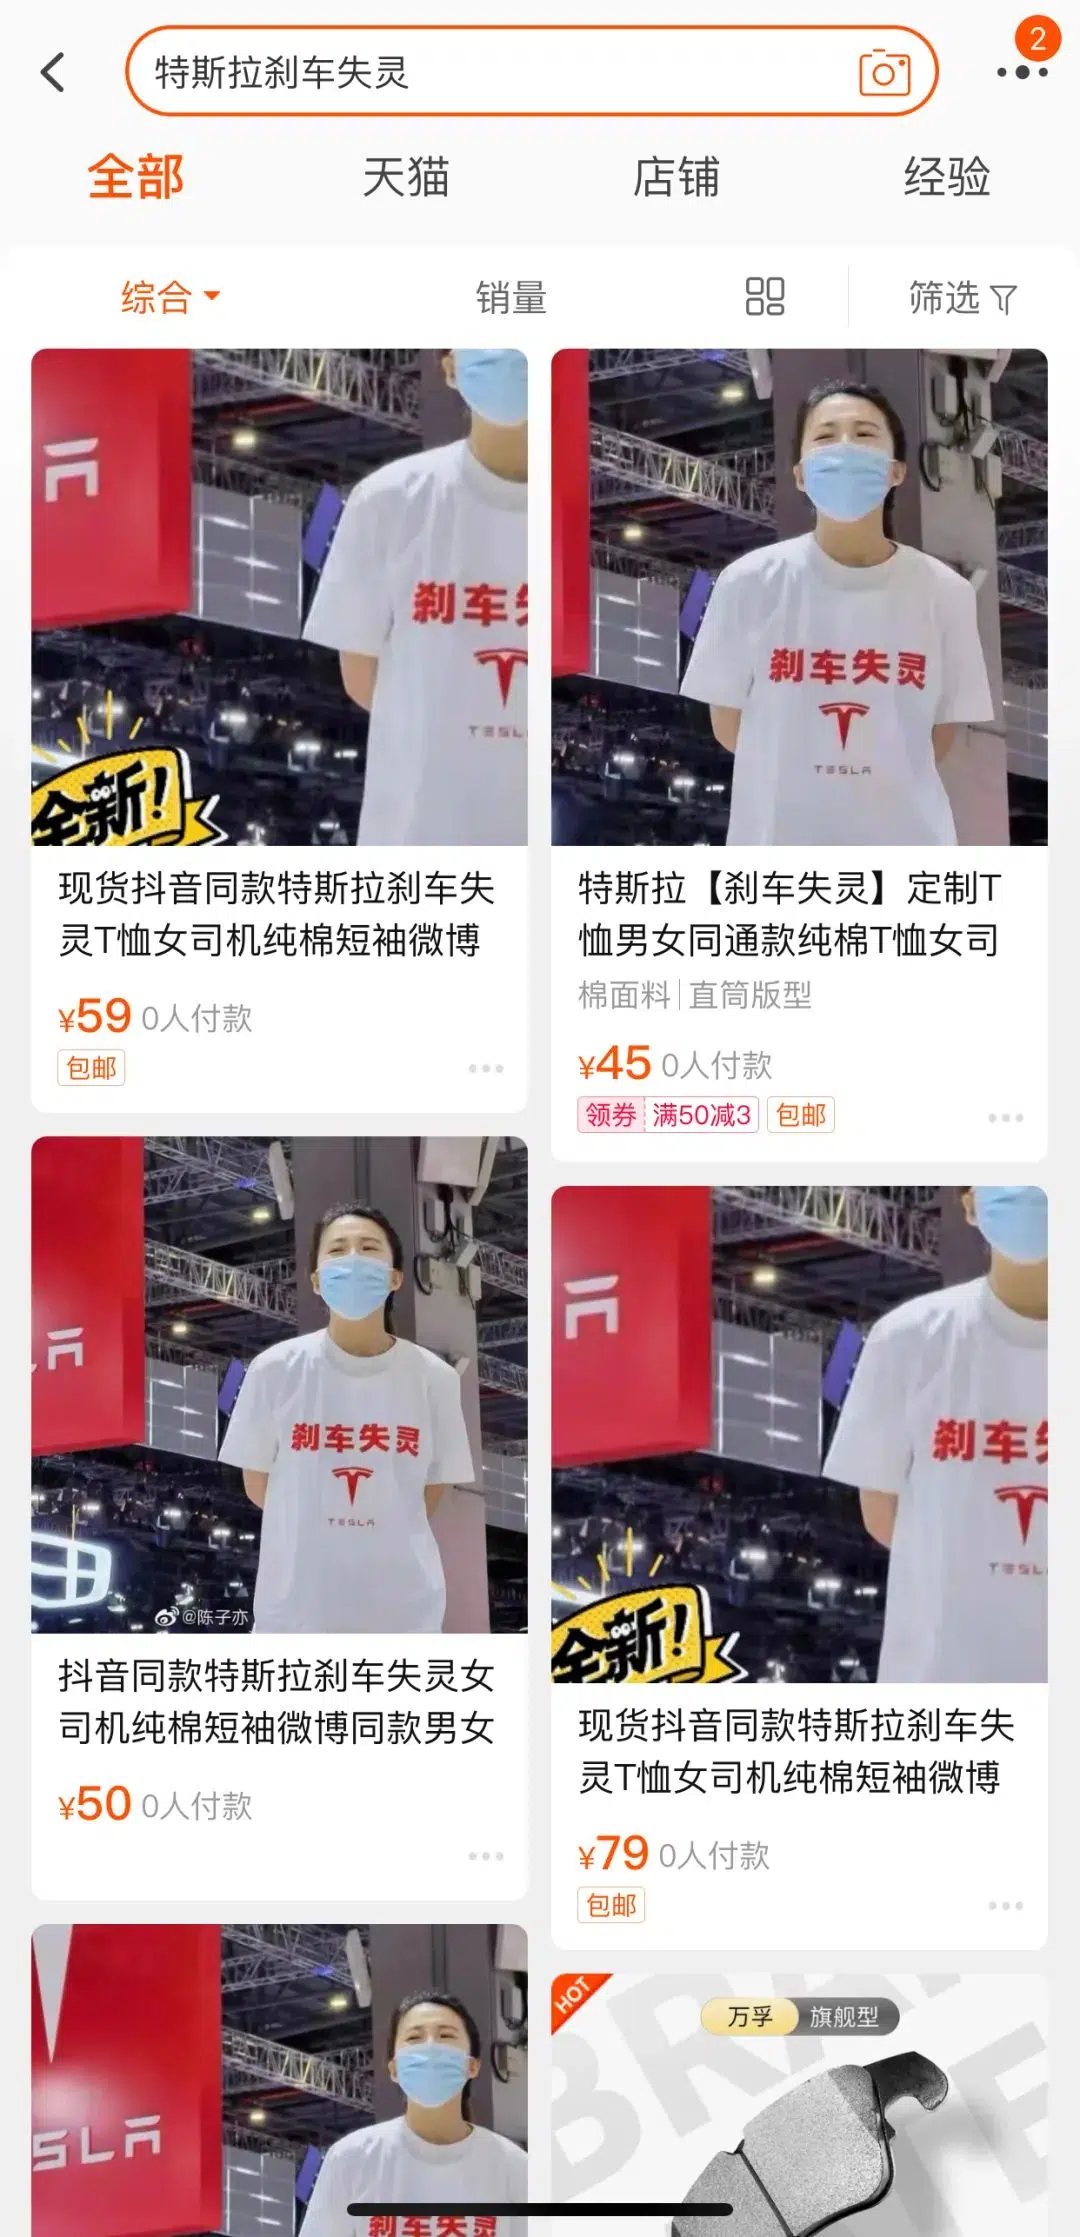 特斯拉刹车失灵
2
全部
天猫
店铺
经验
综合
销量
筛选
刹车失
TESL
全新!
现货抖音同款特斯拉刹车失
灵T恤女司机纯棉短袖微博
¥59 0人付款
包邮
刹车失灵
TESLA
特斯拉【刹车失灵】定制T
恤男女同通款纯棉T恤女司
棉面料|直筒版型
¥45 0人付款
领券 满50减3 包邮
LA
刹车失灵
TESLA
@陈子亦
抖音同款特斯拉刹车失灵女
司机纯棉短袖微博同款男女
¥50 0人付款
刹车失
TESL
全新!
现货抖音同款特斯拉刹车失
灵T恤女司机纯棉短袖微博
¥79 0人付款
包邮
SLA
刹车失灵
HOT
万孚 旗舰型